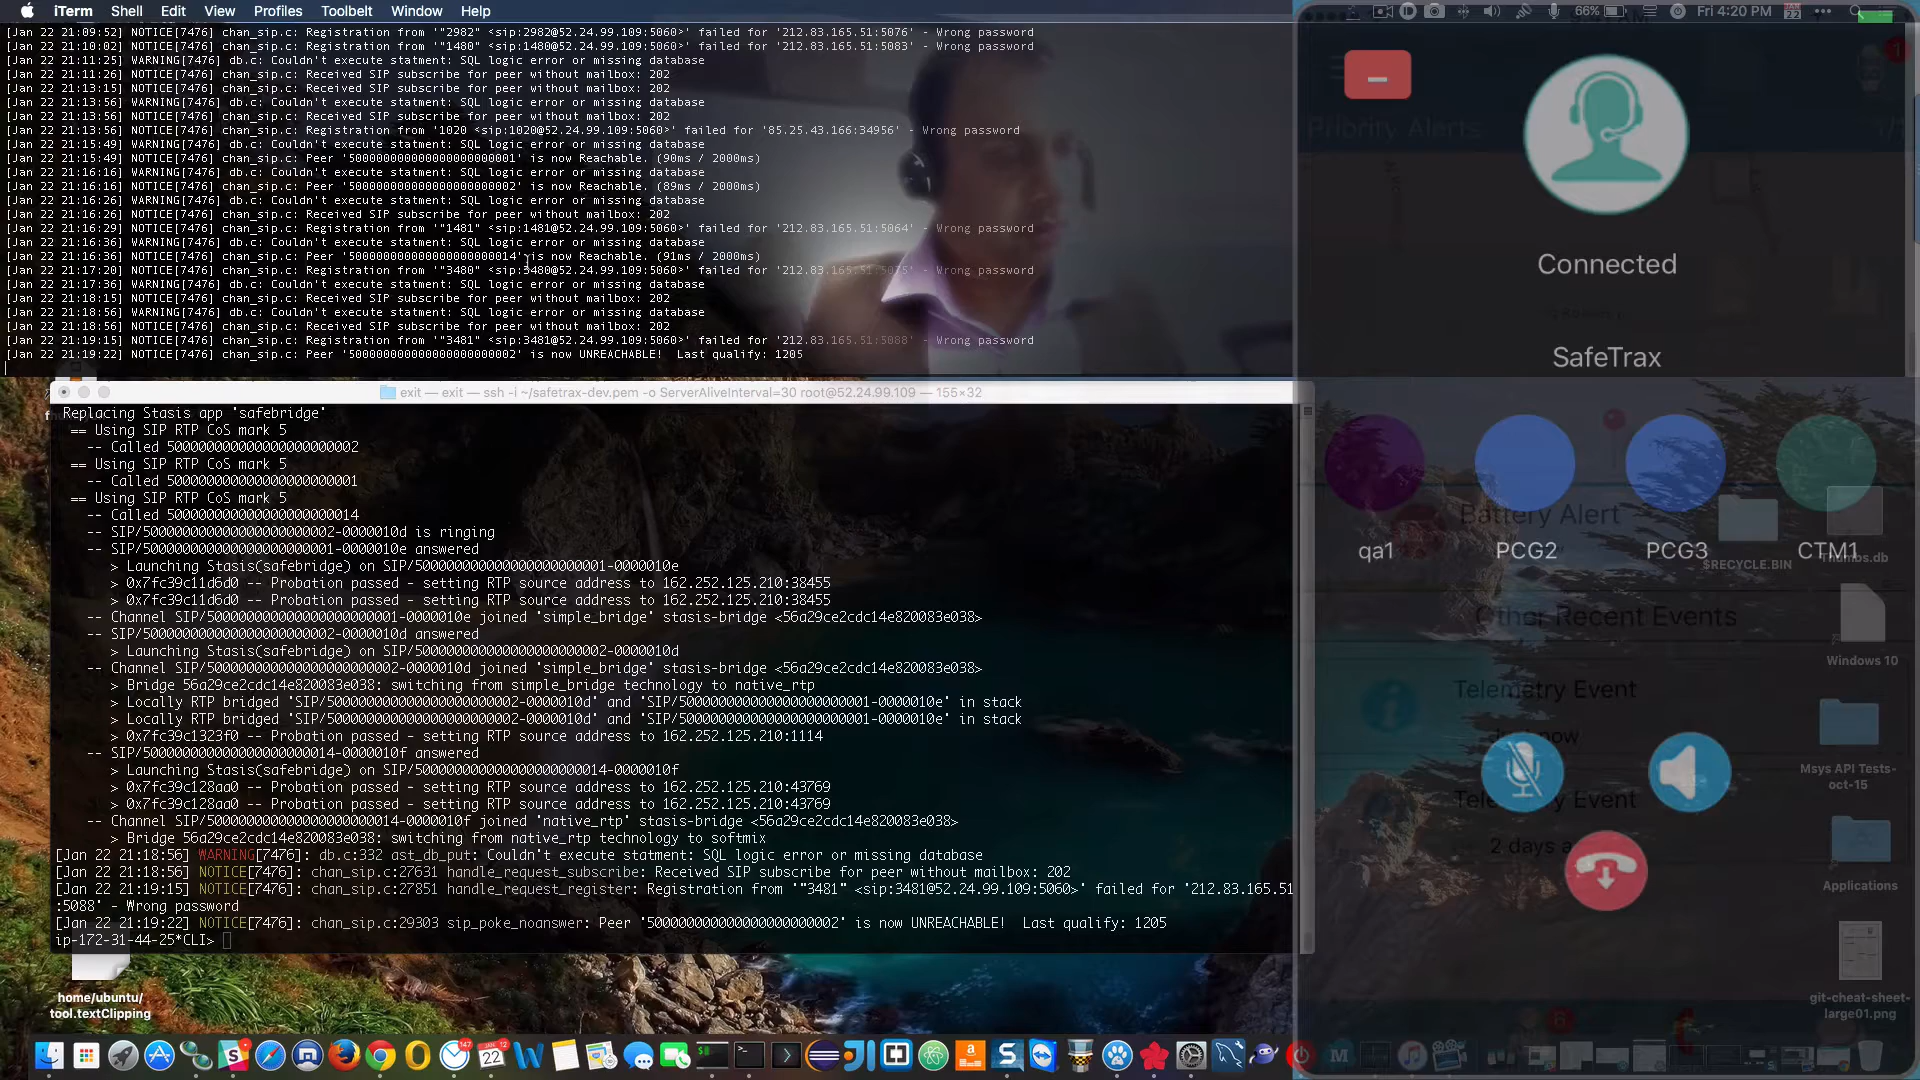 iTerm Shell Edit View Profiles Toolbelt Window Help
66% Fri 4:20 PM
[Jan 22 21:09:52] NOTICE[7476] chan_sip.c: Registration from '"2982" <sip:2982@52.24.99.109:5060>' failed for '212.83.165.51:5076' - Wrong password
[Jan 22 21:10:02] NOTICE[7476] chan_sip.c: Registration from '"1480" <sip:1480@52.24.99.109:5060>' failed for '212.83.165.51:5083' - Wrong password
[Jan 22 21:11:25] WARNING[7476] db.c: Couldn't execute statment: SQL logic error or missing database
[Jan 22 21:11:26] NOTICE[7476] chan_sip.c: Received SIP subscribe for peer without mailbox: 202
[Jan 22 21:13:15] NOTICE[7476] chan_sip.c: Received SIP subscribe for peer without mailbox: 202
[Jan 22 21:13:56] WARNING[7476] db.c: Couldn't execute statment: SQL logic error or missing database
[Jan 22 21:13:56] NOTICE[7476] chan_sip.c: Received SIP subscribe for peer without mailbox: 202
[Jan 22 21:13:56] NOTICE[7476] chan_sip.c: Registration from '1020 <sip:1020@52.24.99.109:5060>' failed for '85.25.43.166:34956' - Wrong password
[Jan 22 21:15:49] WARNING[7476] db.c: Couldn't execute statment: SQL logic error or missing database
[Jan 22 21:15:49] NOTICE[7476] chan_sip.c: Peer '500000000000000000000001' is now Reachable. (90ms / 2000ms)
[Jan 22 21:16:16] WARNING[7476] db.c: Couldn't execute statment: SQL logic error or missing database
[Jan 22 21:16:16] NOTICE[7476] chan_sip.c: Peer '500000000000000000000002' is now Reachable. (89ms / 2000ms)
[Jan 22 21:16:26] WARNING[7476] db.c: Couldn't execute statment: SQL logic error or missing database
[Jan 22 21:16:26] NOTICE[7476] chan_sip.c: Received SIP subscribe for peer without mailbox: 202
[Jan 22 21:16:29] NOTICE[7476] chan_sip.c: Registration from '"1481" <sip:1481@52.24.99.109:5060>' failed for '212.83.165.51:5064' - Wrong password
[Jan 22 21:16:36] WARNING[7476] db.c: Couldn't execute statment: SQL logic error or missing database
[Jan 22 21:16:36] NOTICE[7476] chan_sip.c: Peer '500000000000000000000014' is now Reachable. (91ms / 2000ms)
[Jan 22 21:17:20] NOTICE[7476] chan_sip.c: Registration from '"3480" <sip:3480@52.24.99.109:5060>' failed for '212.83.165.51:5075' - Wrong password
[Jan 22 21:17:36] WARNING[7476] db.c: Couldn't execute statment: SQL logic error or missing database
[Jan 22 21:18:15] NOTICE[7476] chan_sip.c: Received SIP subscribe for peer without mailbox: 202
[Jan 22 21:18:56] WARNING[7476] db.c: Couldn't execute statment: SQL logic error or missing database
[Jan 22 21:18:56] NOTICE[7476] chan_sip.c: Received SIP subscribe for peer without mailbox: 202
[Jan 22 21:19:15] NOTICE[7476] chan_sip.c: Registration from '"3481" <sip:3481@52.24.99.109:5060>' failed for '212.83.165.51:5088' - Wrong password
[Jan 22 21:19:22] NOTICE[7476] chan_sip.c: Peer '500000000000000000000002' is now UNREACHABLE!  Last qualify: 1205
exit — exit — ssh -i ~/safetrax-dev.pem -o ServerAliveInterval=30 root@52.24.99.109 — 155×32
Replacing Stasis app 'safebridge'
== Using SIP RTP CoS mark 5
-- Called 500000000000000000000002
== Using SIP RTP CoS mark 5
-- Called 500000000000000000000001
== Using SIP RTP CoS mark 5
-- Called 500000000000000000000014
-- SIP/500000000000000000000002-0000010d is ringing
-- SIP/500000000000000000000001-0000010e answered
> Launching Stasis(safebridge) on SIP/500000000000000000000001-0000010e
> 0x7fc39c11d6d0 -- Probation passed - setting RTP source address to 162.252.125.210:38455
> 0x7fc39c11d6d0 -- Probation passed - setting RTP source address to 162.252.125.210:38455
-- Channel SIP/500000000000000000000001-0000010e joined 'simple_bridge' stasis-bridge <56a29ce2cdc14e820083e038>
-- SIP/500000000000000000000002-0000010d answered
> Launching Stasis(safebridge) on SIP/500000000000000000000002-0000010d
-- Channel SIP/500000000000000000000002-0000010d joined 'simple_bridge' stasis-bridge <56a29ce2cdc14e820083e038>
> Bridge 56a29ce2cdc14e820083e038: switching from simple_bridge technology to native_rtp
> Locally RTP bridged 'SIP/500000000000000000000002-0000010d' and 'SIP/500000000000000000000001-0000010e' in stack
> Locally RTP bridged 'SIP/500000000000000000000002-0000010d' and 'SIP/500000000000000000000001-0000010e' in stack
> 0x7fc39c1323f0 -- Probation passed - setting RTP source address to 162.252.125.210:1114
-- SIP/500000000000000000000014-0000010f answered
> Launching Stasis(safebridge) on SIP/500000000000000000000014-0000010f
> 0x7fc39c128aa0 -- Probation passed - setting RTP source address to 162.252.125.210:43769
> 0x7fc39c128aa0 -- Probation passed - setting RTP source address to 162.252.125.210:43769
-- Channel SIP/500000000000000000000014-0000010f joined 'native_rtp' stasis-bridge <56a29ce2cdc14e820083e038>
> Bridge 56a29ce2cdc14e820083e038: switching from native_rtp technology to softmix
[Jan 22 21:18:56] WARNING[7476]: db.c:332 ast_db_put: Couldn't execute statment: SQL logic error or missing database
[Jan 22 21:18:56] NOTICE[7476]: chan_sip.c:27631 handle_request_subscribe: Received SIP subscribe for peer without mailbox: 202
[Jan 22 21:19:15] NOTICE[7476]: chan_sip.c:27851 handle_request_register: Registration from '"3481" <sip:3481@52.24.99.109:5060>' failed for '212.83.165.51
:5088' - Wrong password
[Jan 22 21:19:22] NOTICE[7476]: chan_sip.c:29303 sip_poke_noanswer: Peer '500000000000000000000002' is now UNREACHABLE!  Last qualify: 1205
ip-172-31-44-25*CLI>
home/ubuntu/
tool.textClipping
Priority Alerts
Connected
SafeTrax
Battery Alert
qa1 PCG2 PCG3 CTM1
$RECYCLE.BIN
Thumbs.db
Other Recent Events
Windows 10
Telemetry Event
just now
Msys API Tests-
oct-15
Telemetry Event
2 days a
Applications
git-cheat-sheet-
large01.png